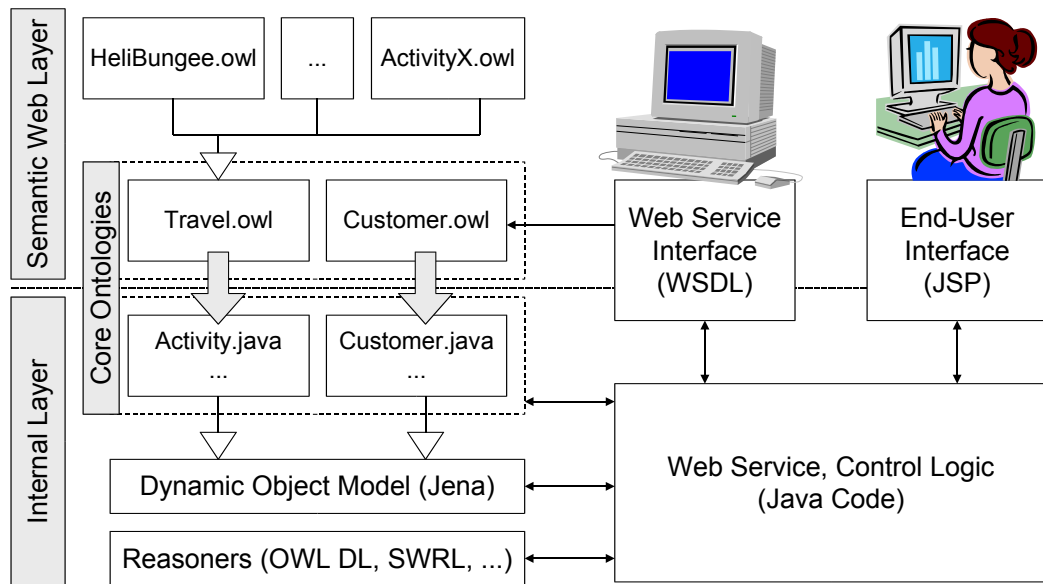 Semantic Web Layer
HeliBungee.owl
...
ActivityX.owl
Core Ontologies
Travel.owl
Customer.owl
Web Service
Interface
(WSDL)
End-User
Interface
(JSP)
Internal Layer
Activity.java
...
Customer.java
...
Dynamic Object Model (Jena)
Web Service, Control Logic
(Java Code)
Reasoners (OWL DL, SWRL, ...)